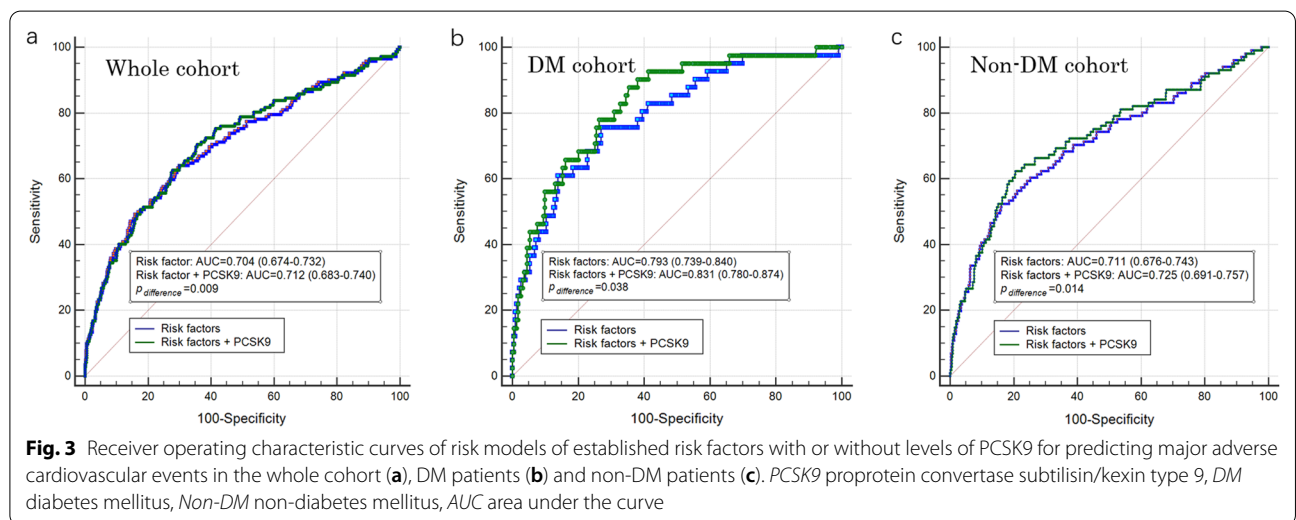 a
Whole cohort
100
80
60
40
20
0
Sensitivity
Risk factor: AUC=0.704 (0.674-0.732)
Risk factor + PCSK9: AUC=0.712 (0.683-0.740)
p difference =0.009
Risk factors
Risk factors + PCSK9
0 20 40 60 80 100
100-Specificity
b
DM cohort
100
80
60
40
20
0
Sensitivity
Risk factors: AUC=0.793 (0.739-0.840)
Risk factors + PCSK9: AUC=0.831 (0.780-0.874)
p difference =0.038
Risk factors
Risk factors + PCSK9
0 20 40 60 80 100
100-Specificity
c
Non-DM cohort
100
80
60
40
20
0
Sensitivity
Risk factors: AUC=0.711 (0.676-0.743)
Risk factors + PCSK9: AUC=0.725 (0.691-0.757)
p difference =0.014
Risk factors
Risk factors + PCSK9
0 20 40 60 80 100
100-Specificity
Fig. 3 Receiver operating characteristic curves of risk models of established risk factors with or without levels of PCSK9 for predicting major adverse
cardiovascular events in the whole cohort (a), DM patients (b) and non-DM patients (c). PCSK9 proprotein convertase subtilisin/kexin type 9, DM
diabetes mellitus, Non-DM non-diabetes mellitus, AUC area under the curve